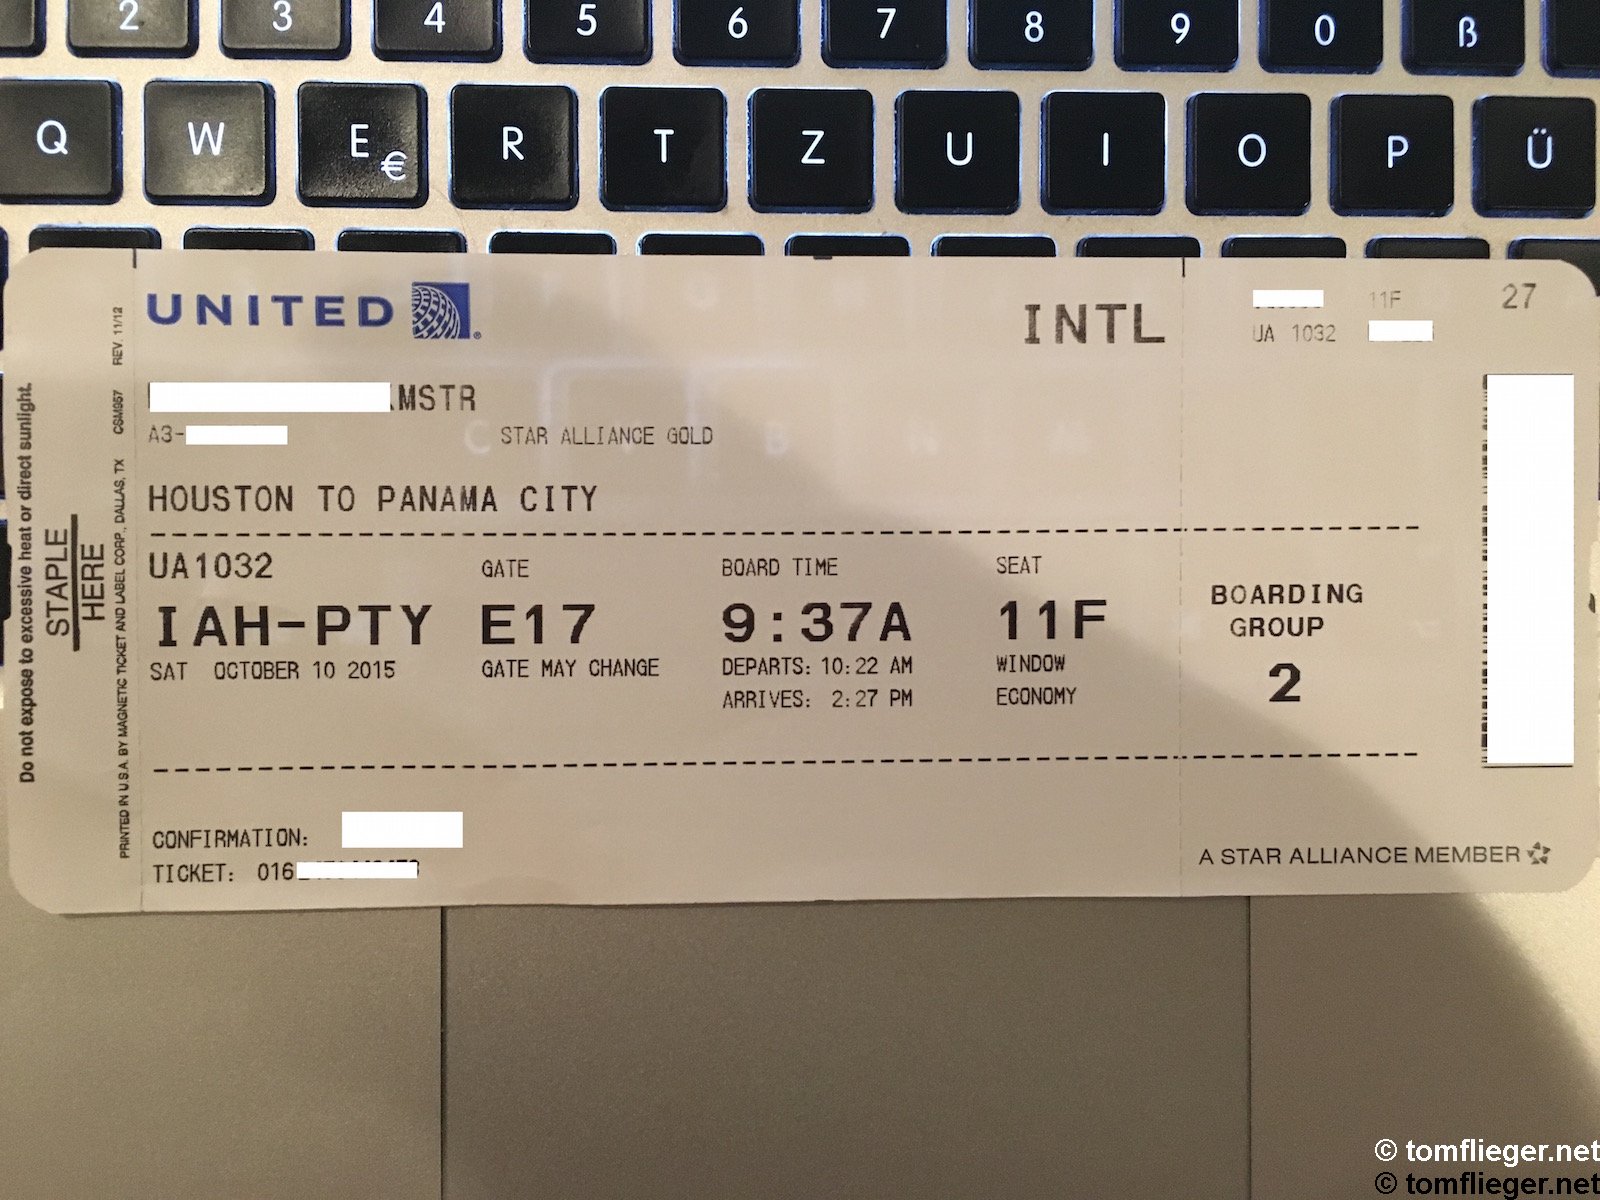 2 3 4 5 6 7 8 9 0 ß
Q W E € R T Z U I O P Ü
Do not expose to excessive heat or direct sunlight.
STAPLE
HERE
PRINTED IN U.S.A. BY MAGNETIC TICKET AND LABEL CORP., DALLAS, TX CSM957 REV. 11/12
UNITED
INTL
11F 27
UA 1032
MSTR
A3-
STAR ALLIANCE GOLD
HOUSTON TO PANAMA CITY
UA1032 GATE BOARD TIME SEAT
IAH-PTY E17 9:37A 11F
SAT OCTOBER 10 2015 GATE MAY CHANGE DEPARTS: 10:22 AM WINDOW
ARRIVES: 2:27 PM ECONOMY
BOARDING
GROUP
2
CONFIRMATION:
TICKET: 016
A STAR ALLIANCE MEMBER
© tomflieger.net
© tomflieger.net